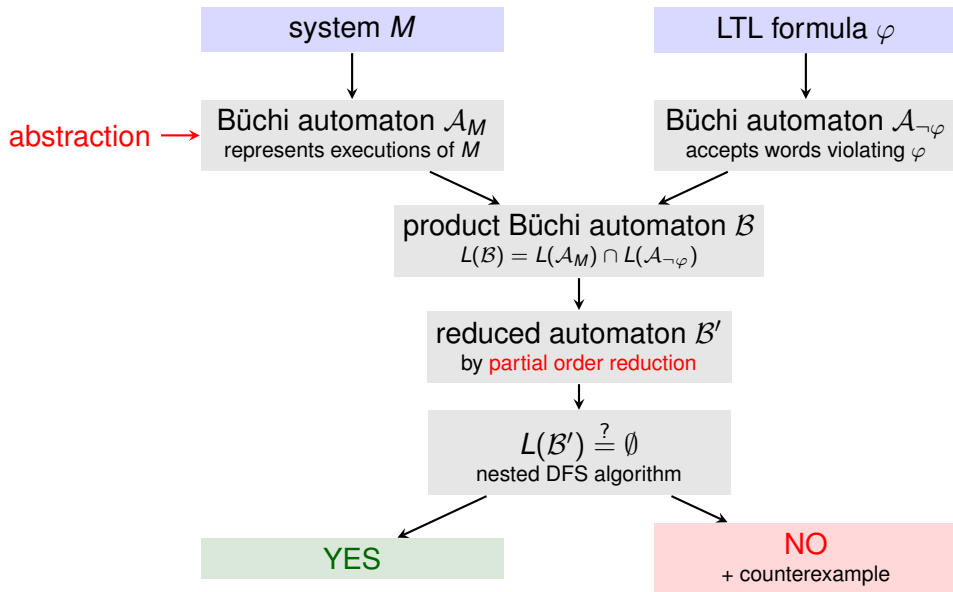 system M
LTL formula φ
abstraction
Büchi automaton 𝒜_M
represents executions of M
Büchi automaton 𝒜_¬φ
accepts words violating φ
product Büchi automaton ℬ
L(ℬ) = L(𝒜_M) ∩ L(𝒜_¬φ)
reduced automaton ℬ′
by partial order reduction
L(ℬ′) ≟ ∅
nested DFS algorithm
YES
NO
+ counterexample